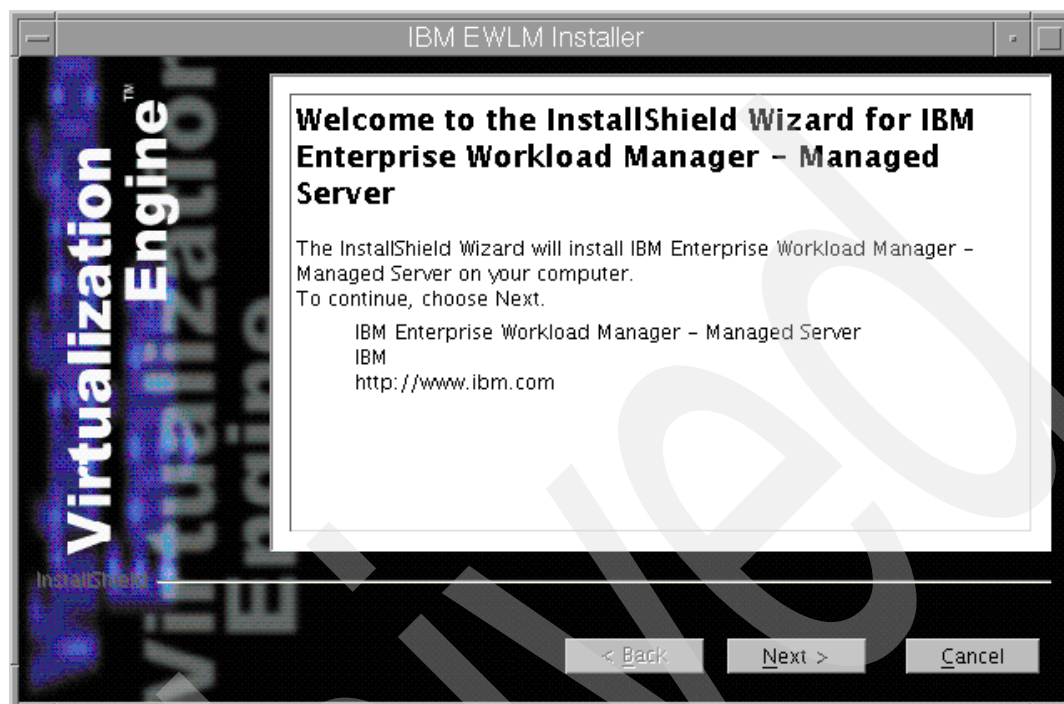 IBM EWLM Installer
Virtualization
Engine™
Virtualization
Engine
Welcome to the InstallShield Wizard for IBM
Enterprise Workload Manager – Managed
Server
The InstallShield Wizard will install IBM Enterprise Workload Manager –
Managed Server on your computer.
To continue, choose Next.
IBM Enterprise Workload Manager – Managed Server
IBM
http://www.ibm.com
InstallShield
< Back
Next >
Cancel